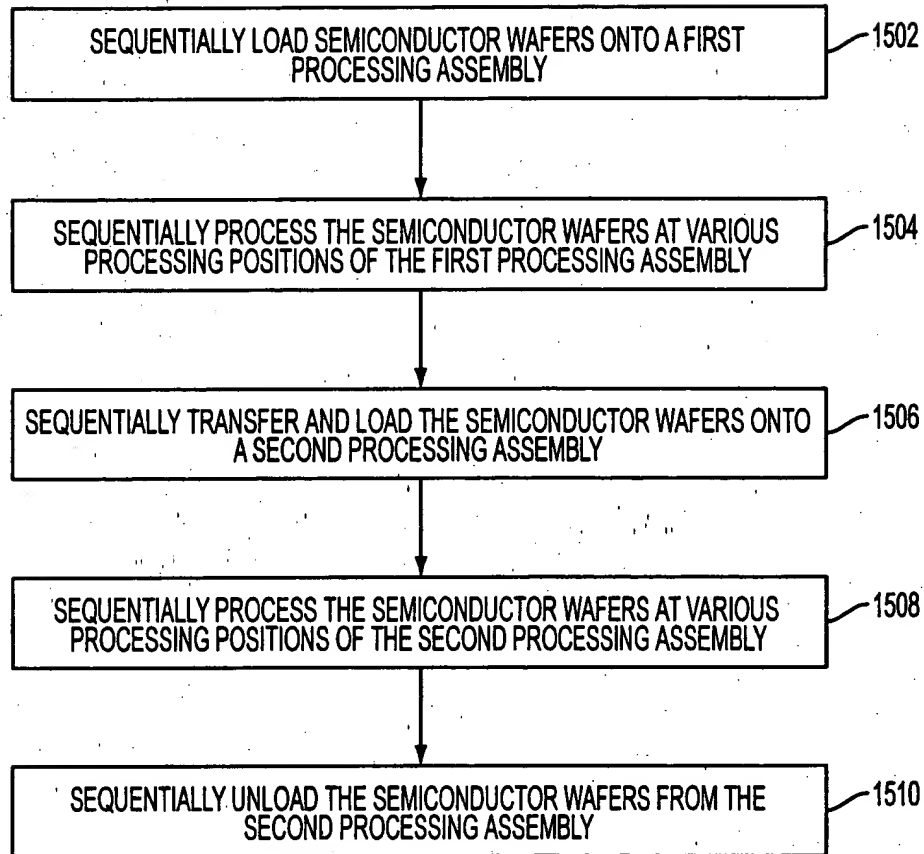 SEQUENTIALLY LOAD SEMICONDUCTOR WAFERS ONTO A FIRST
PROCESSING ASSEMBLY
1502
SEQUENTIALLY PROCESS THE SEMICONDUCTOR WAFERS AT VARIOUS
PROCESSING POSITIONS OF THE FIRST PROCESSING ASSEMBLY
1504
SEQUENTIALLY TRANSFER AND LOAD THE SEMICONDUCTOR WAFERS ONTO
A SECOND PROCESSING ASSEMBLY
1506
SEQUENTIALLY PROCESS THE SEMICONDUCTOR WAFERS AT VARIOUS
PROCESSING POSITIONS OF THE SECOND PROCESSING ASSEMBLY
1508
SEQUENTIALLY UNLOAD THE SEMICONDUCTOR WAFERS FROM THE
SECOND PROCESSING ASSEMBLY
1510